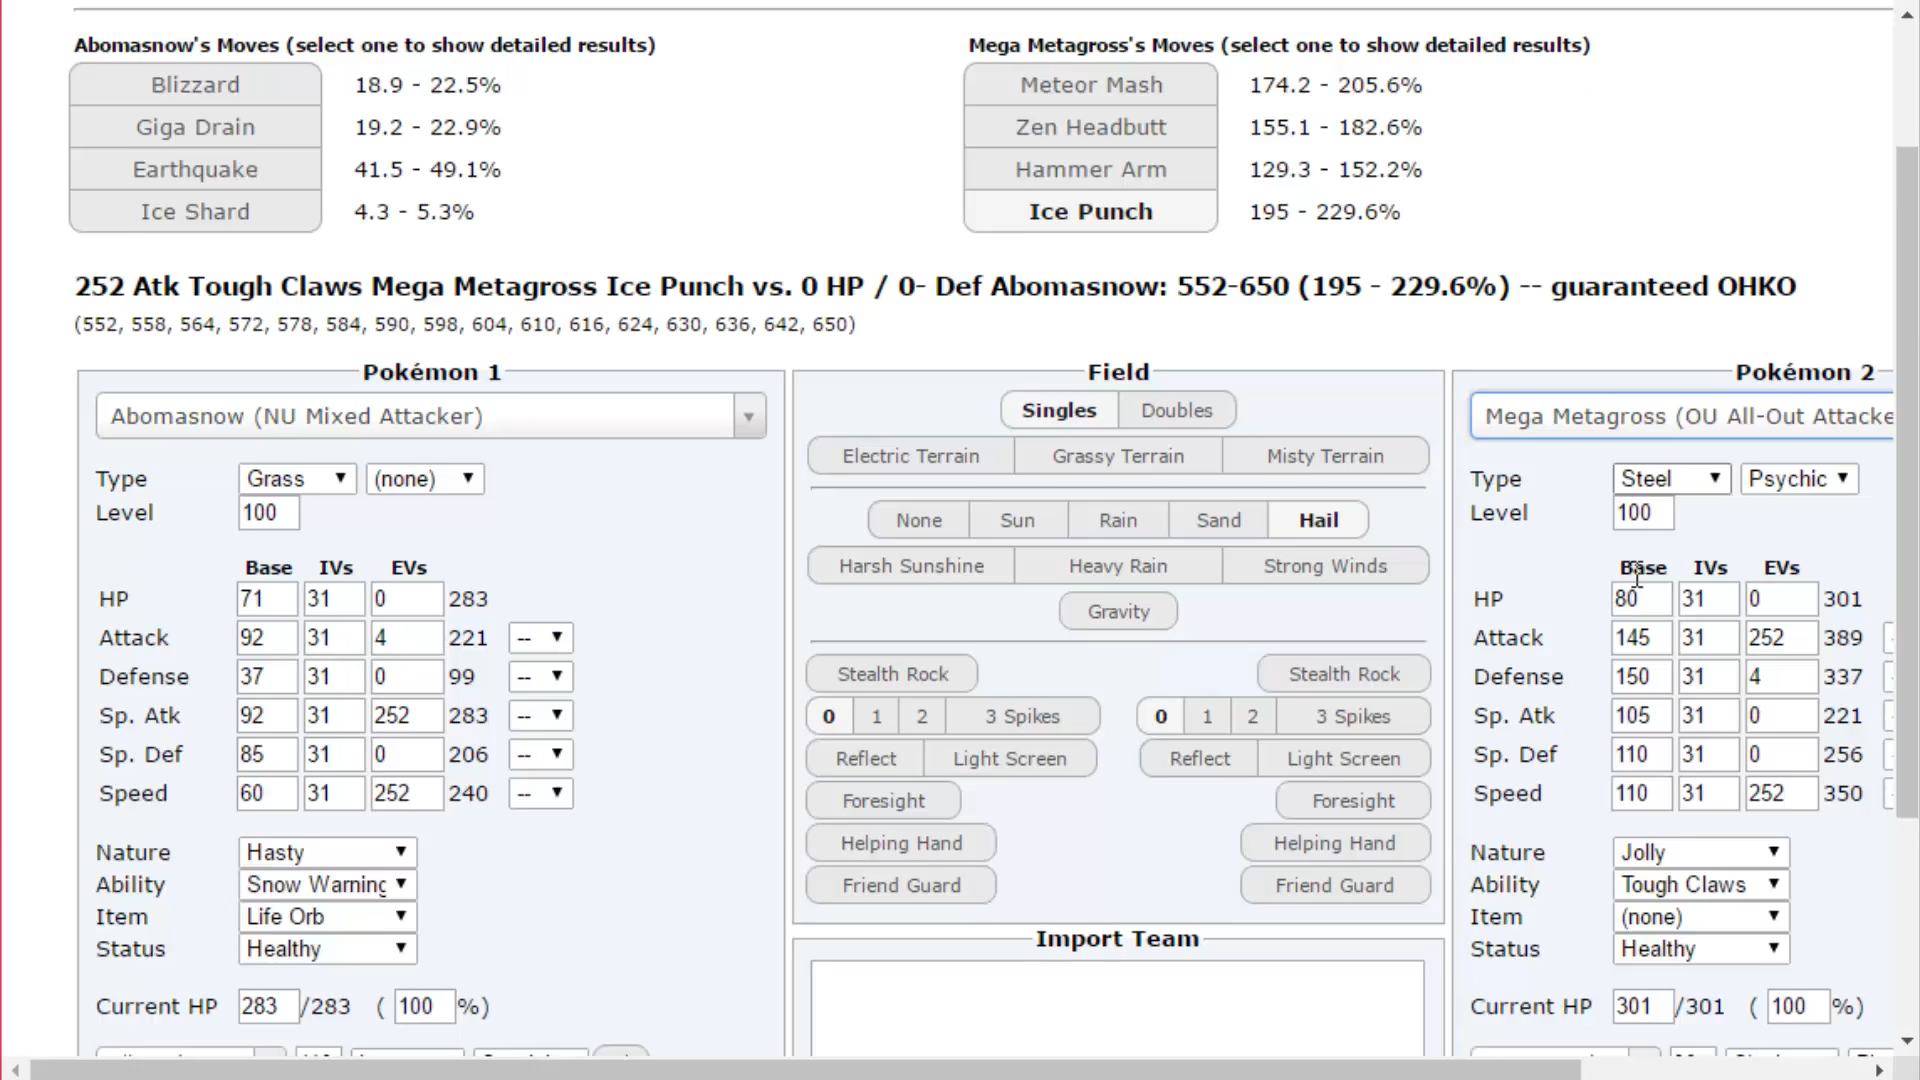 Abomasnow's Moves (select one to show detailed results) Mega Metagross's Moves (select one to show detailed results)
Blizzard 18.9 - 22.5% Meteor Mash 174.2 - 205.6%
Giga Drain 19.2 - 22.9% Zen Headbutt 155.1 - 182.6%
Earthquake 41.5 - 49.1% Hammer Arm 129.3 - 152.2%
Ice Shard 4.3 - 5.3% Ice Punch 195 - 229.6%
252 Atk Tough Claws Mega Metagross Ice Punch vs. 0 HP / 0- Def Abomasnow: 552-650 (195 - 229.6%) -- guaranteed OHKO
(552, 558, 564, 572, 578, 584, 590, 598, 604, 610, 616, 624, 630, 636, 642, 650)
Pokémon 1
Abomasnow (NU Mixed Attacker)
Type Grass (none)
Level 100
Base IVs EVs
HP 71 31 0 283
Attack 92 31 4 221 --
Defense 37 31 0 99 --
Sp. Atk 92 31 252 283 --
Sp. Def 85 31 0 206 --
Speed 60 31 252 240 --
Nature Hasty
Ability Snow Warning
Item Life Orb
Status Healthy
Current HP 283 /283 ( 100 %)
Field
Singles Doubles
Electric Terrain Grassy Terrain Misty Terrain
None Sun Rain Sand Hail
Harsh Sunshine Heavy Rain Strong Winds
Gravity
Stealth Rock Stealth Rock
0 1 2 3 Spikes 0 1 2 3 Spikes
Reflect Light Screen Reflect Light Screen
Foresight Foresight
Helping Hand Helping Hand
Friend Guard Friend Guard
Import Team
Pokémon 2
Mega Metagross (OU All-Out Attacke
Type Steel Psychic
Level 100
Base IVs EVs
HP 80 31 0 301
Attack 145 31 252 389
Defense 150 31 4 337
Sp. Atk 105 31 0 221
Sp. Def 110 31 0 256
Speed 110 31 252 350
Nature Jolly
Ability Tough Claws
Item (none)
Status Healthy
Current HP 301 /301 ( 100 %)